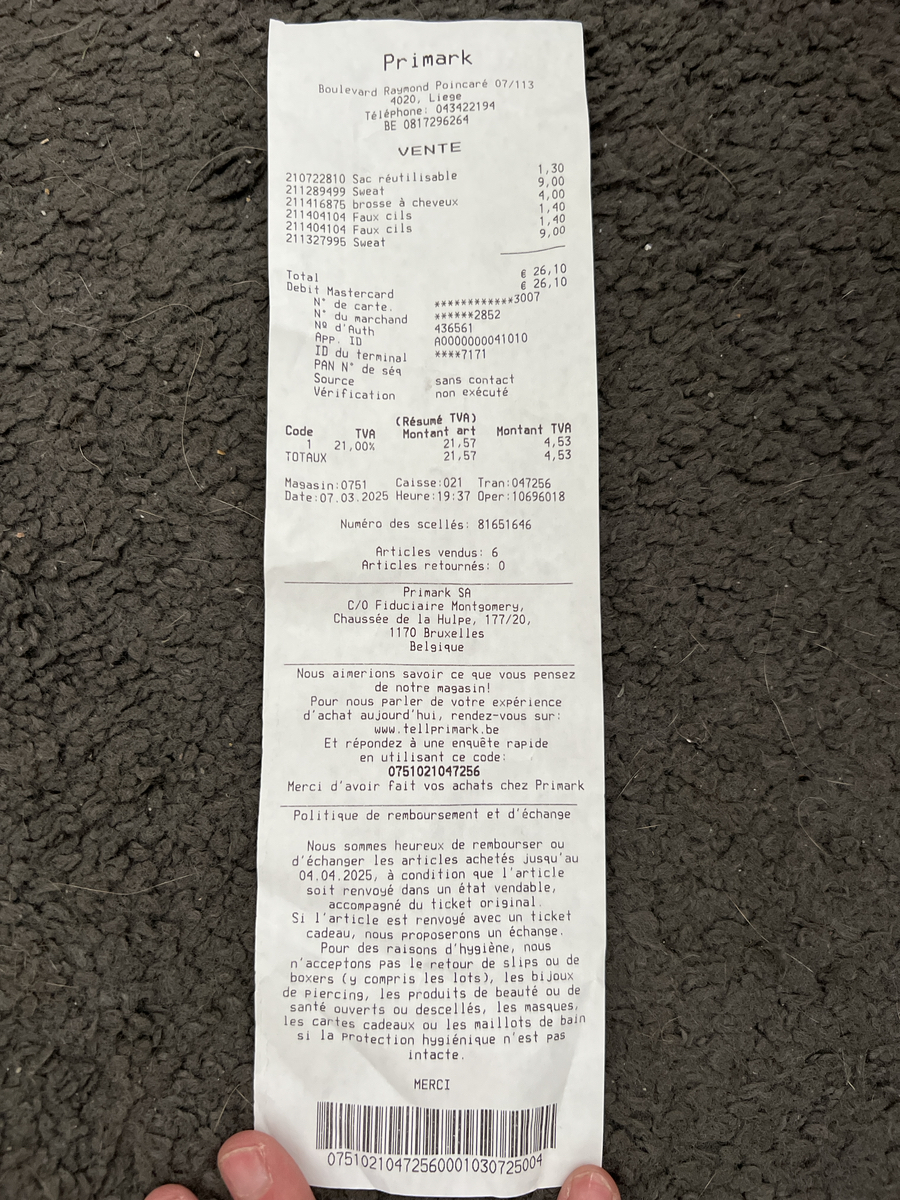 Primark
Boulevard Raymond Poincaré 07/113
4020, Liege
Téléphone: 043422194
BE 0817296264
VENTE
210722810 Sac réutilisable 1,30
211289499 Sweat 9,00
211416875 brosse à cheveux 4,00
211404104 Faux cils 1,40
211404104 Faux cils 1,40
211327995 Sweat 9,00
Total € 26,10
Debit Mastercard € 26,10
N° de carte. ************3007
N° du marchand ******2852
Nº d'Auth 436561
App. ID A0000000041010
ID du terminal ****7171
PAN N° de séq
Source sans contact
Vérification non exécuté
(Résumé TVA)
Code TVA Montant art Montant TVA
1 21,00% 21,57 4,53
TOTAUX 21,57 4,53
Magasin:0751 Caisse:021 Tran:047256
Date:07.03.2025 Heure:19:37 Oper:10696018
Numéro des scellés: 81651646
Articles vendus: 6
Articles retournés: 0
Primark SA
C/O Fiduciaire Montgomery,
Chaussée de la Hulpe, 177/20,
1170 Bruxelles
Belgique
Nous aimerions savoir ce que vous pensez
de notre magasin!
Pour nous parler de votre expérience
d'achat aujourd'hui, rendez-vous sur:
www.tellprimark.be
Et répondez à une enquête rapide
en utilisant ce code:
0751021047256
Merci d'avoir fait vos achats chez Primark
Politique de remboursement et d'échange
Nous sommes heureux de rembourser ou
d'échanger les articles achetés jusqu'au
04.04.2025, à condition que l'article
soit renvoyé dans un état vendable,
accompagné du ticket original.
Si l'article est renvoyé avec un ticket
cadeau, nous proposerons un échange.
Pour des raisons d'hygiène, nous
n'acceptons pas le retour de slips ou de
boxers (y compris les lots), les bijoux
de piercing, les produits de beauté ou de
santé ouverts ou descellés, les masques,
les cartes cadeaux ou les maillots de bain
si la protection hygiénique n'est pas
intacte.
MERCI
07510210472560001030725004